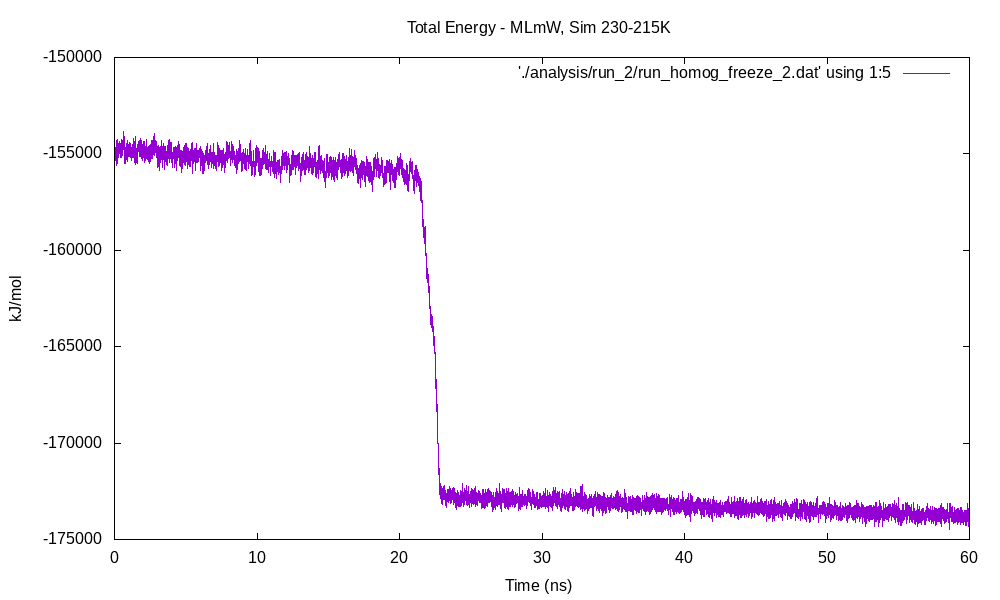 Total Energy - MLmW, Sim 230-215K
'./analysis/run_2/run_homog_freeze_2.dat' using 1:5
-150000
-155000
-160000
-165000
-170000
-175000
kJ/mol
0 10 20 30 40 50 60
Time (ns)